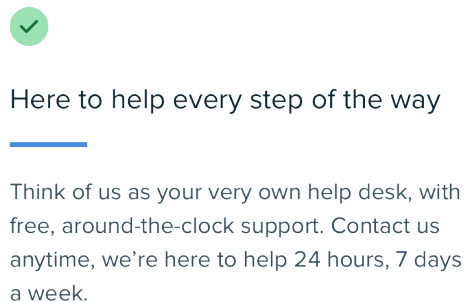 Here to help every step of the way
Think of us as your very own help desk, with
free, around-the-clock support. Contact us
anytime, we’re here to help 24 hours, 7 days
a week.